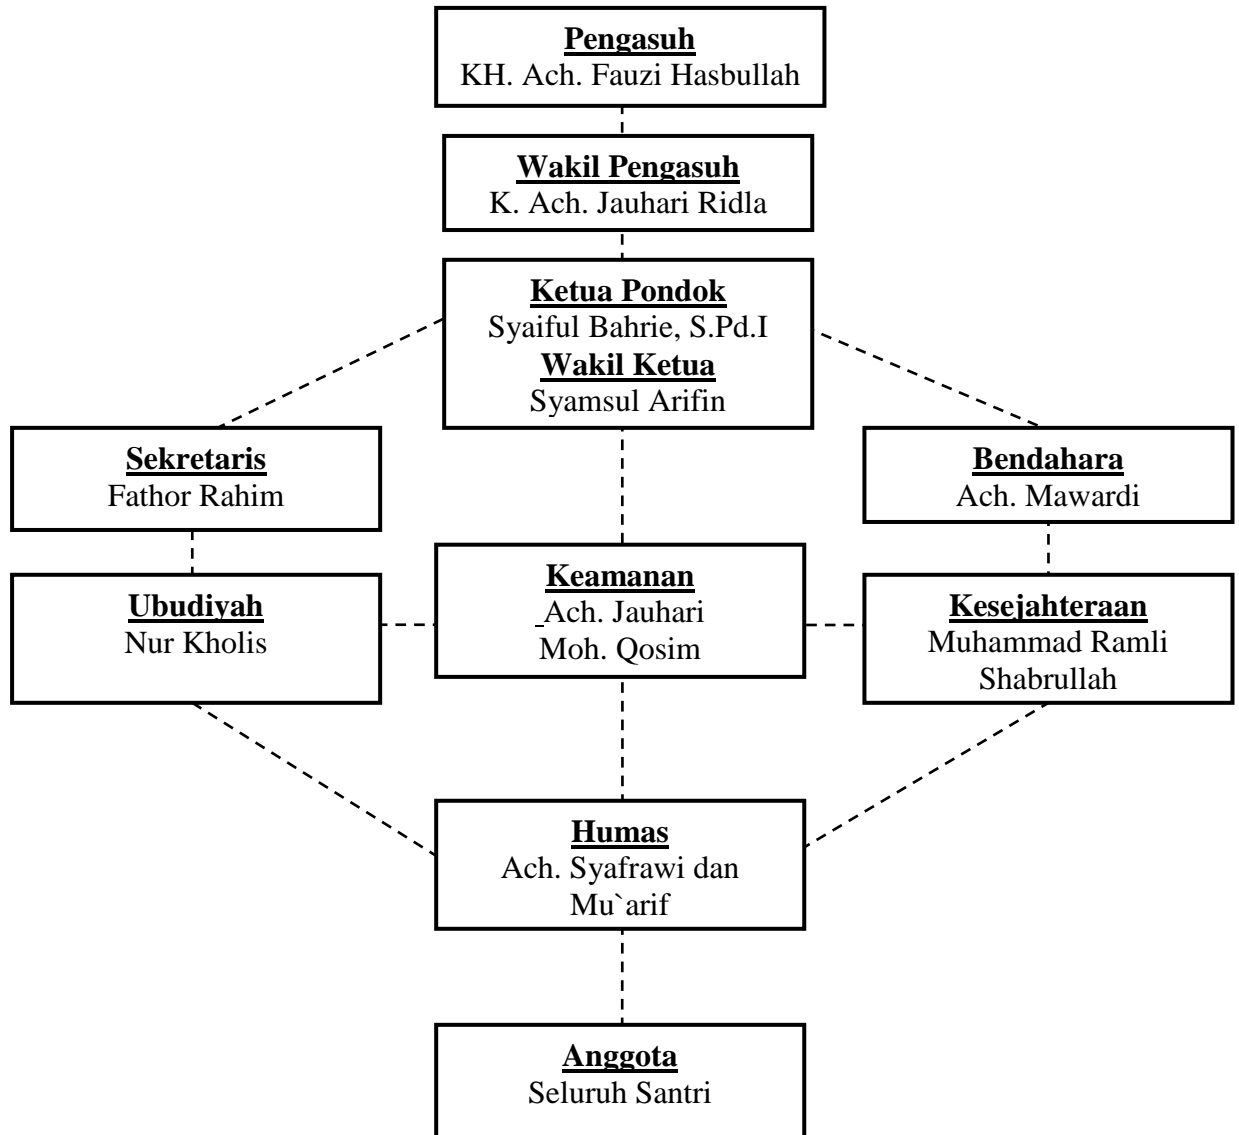 Pengasuh
KH. Ach. Fauzi Hasbullah
Wakil Pengasuh
K. Ach. Jauhari Ridla
Ketua Pondok
Syaiful Bahrie, S.Pd.I
Wakil Ketua
Syamsul Arifin
Sekretaris
Fathor Rahim
Bendahara
Ach. Mawardi
Ubudiyah
Nur Kholis
Keamanan
Ach. Jauhari
Moh. Qosim
Kesejahteraan
Muhammad Ramli
Shabrullah
Humas
Ach. Syafrawi dan
Mu`arif
Anggota
Seluruh Santri